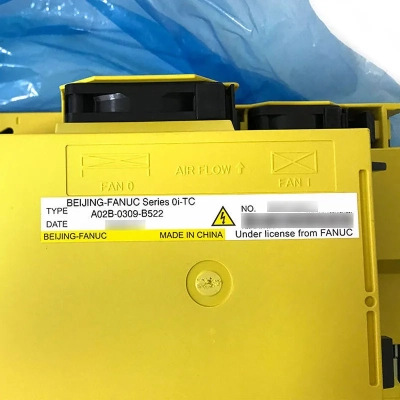 AIR FLOW ↑
FAN 0
FAN 1
BEIJING-FANUC Series 0i-TC
TYPE A02B-0309-B522
NO.
DATE
BEIJING-FANUC MADE IN CHINA Under license from FANUC